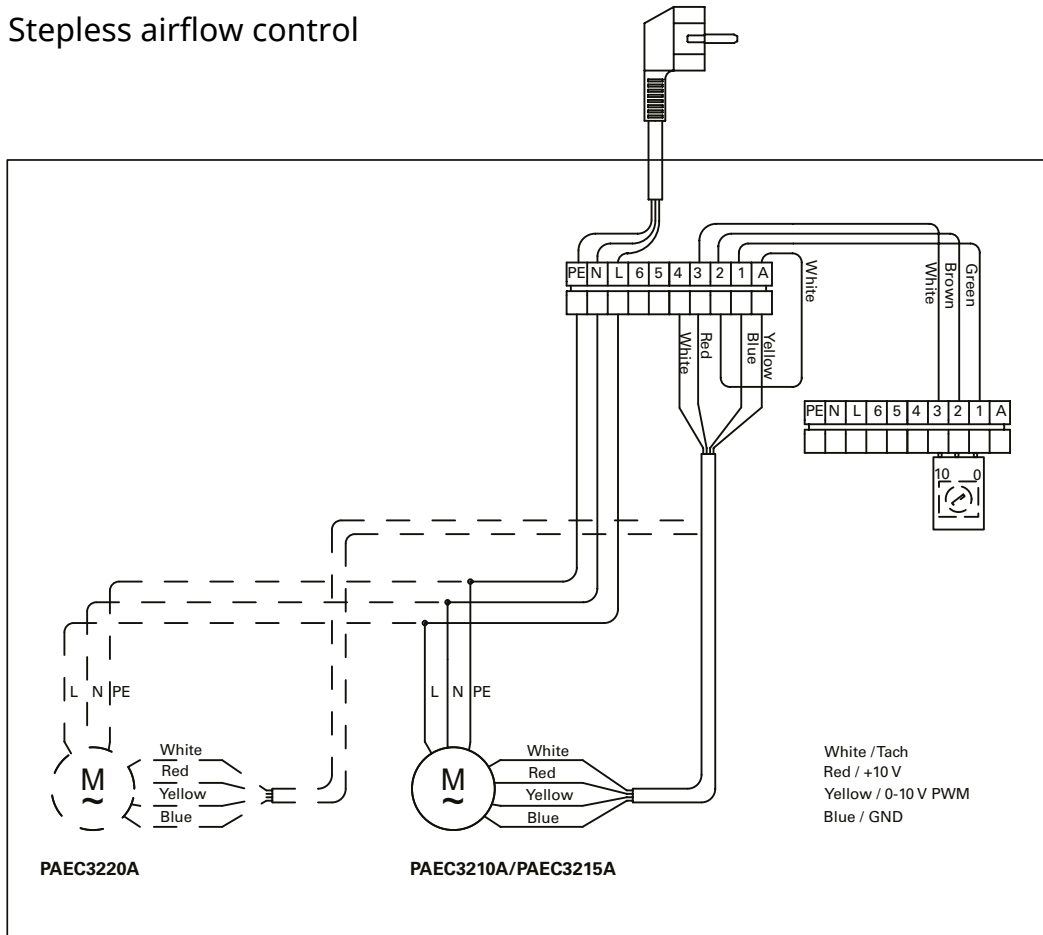 Stepless airflow control
PE N L 6 5 4 3 2 1 A
White
White
Brown
Green
White
Red
Blue
Yellow
PE N L 6 5 4 3 2 1 A
10 0
L N PE
L N PE
White
Red
Yellow
Blue
M
~
White
Red
Yellow
Blue
M
~
White / Tach
Red / +10 V
Yellow / 0-10 V PWM
Blue / GND
PAEC3220A
PAEC3210A/PAEC3215A